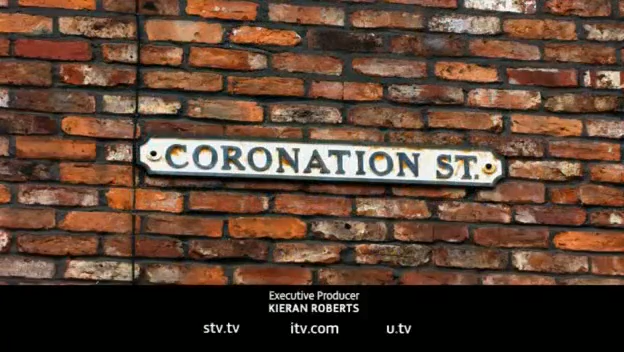 CORONATION ST.
Executive Producer
KIERAN ROBERTS
stv.tv itv.com u.tv